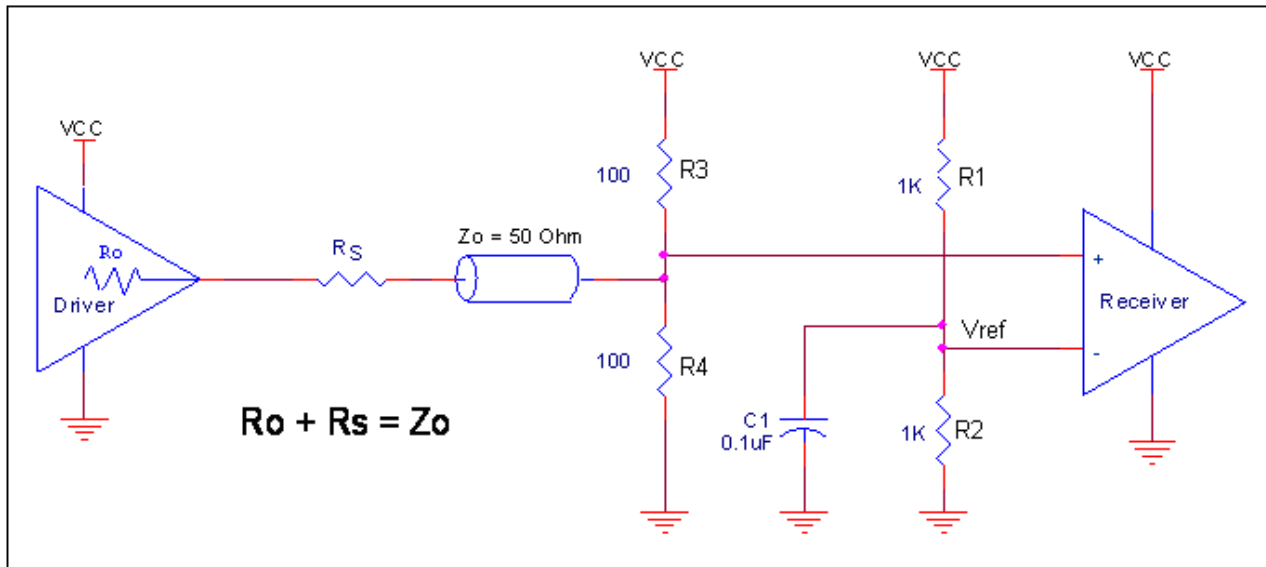 VCC
VCC
VCC
VCC
R3
100
R1
1K
Ro
Driver
RS
Zo = 50 Ohm
+
Receiver
Vref
-
100
R4
C1
0.1uF
1K
R2
Ro + Rs = Zo